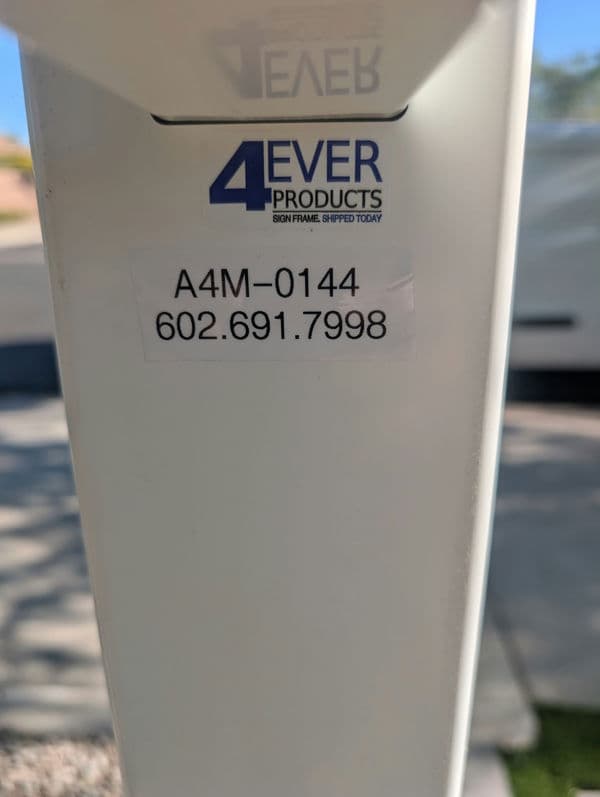 4EVER
PRODUCTS
SIGN FRAME. SHIPPED TODAY
A4M-0144
602.691.7998